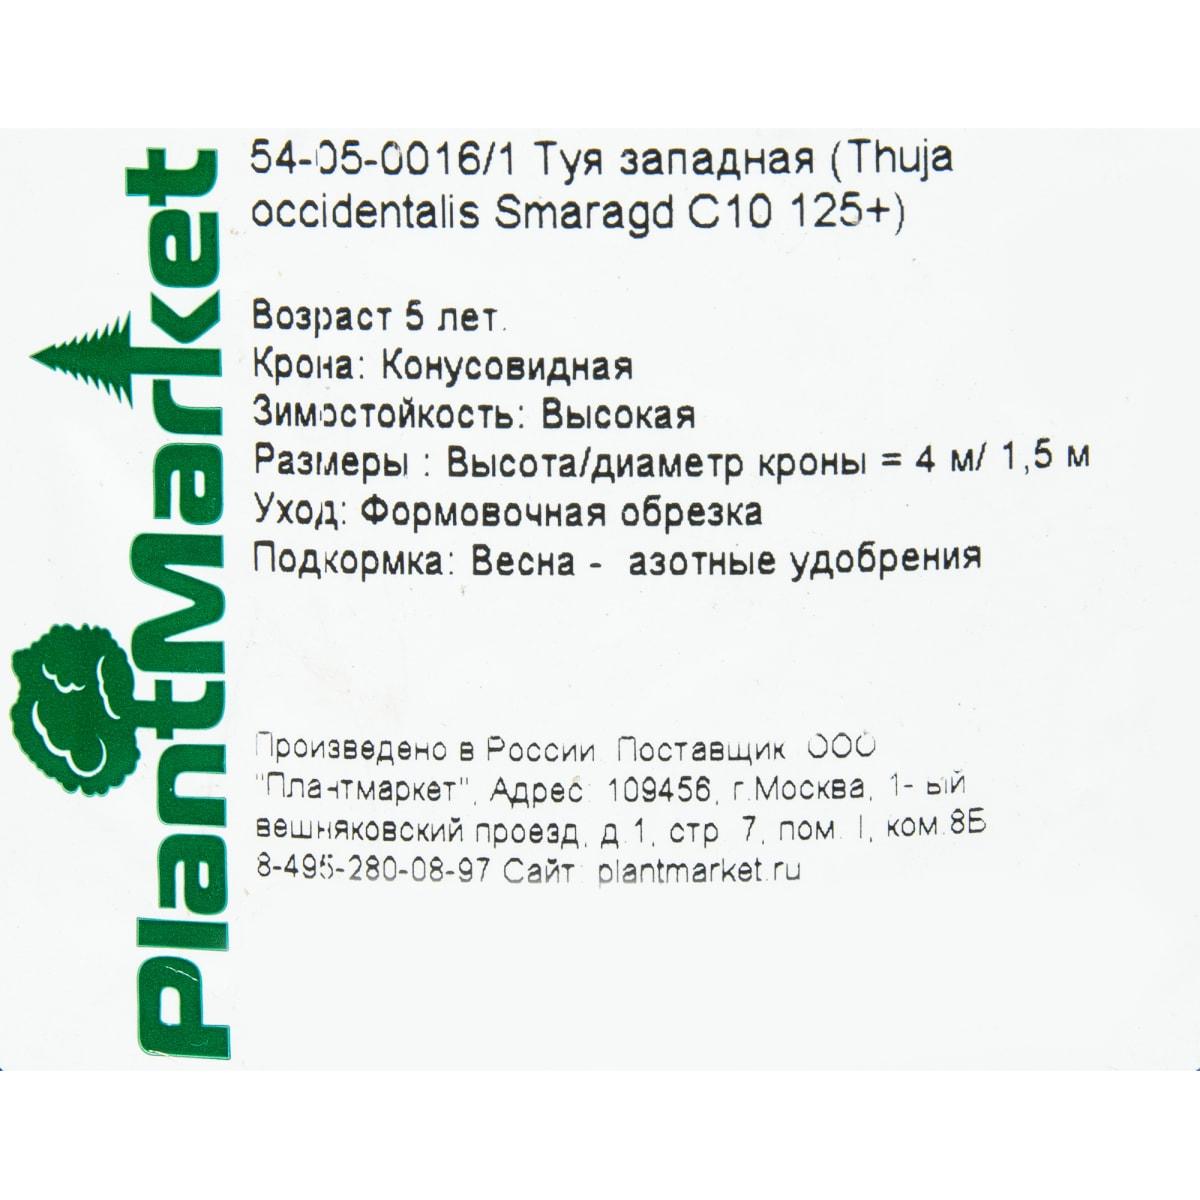 PlantMarket
54-05-0016/1 Туя западная (Thuja
occidentalis Smaragd C10 125+)
Возраст 5 лет.
Крона: Конусовидная
Зимостойкость: Высокая
Размеры : Высота/диаметр кроны = 4 м/ 1,5 м
Уход: Формовочная обрезка
Подкормка: Весна - азотные удобрения
Произведено в России. Поставщик: ООО
"Плантмаркет", Адрес: 109456, г.Москва, 1- ый
вешняковский проезд, д.1, стр. 7, пом. I, ком.8Б
8-495-280-08-97 Сайт: plantmarket.ru